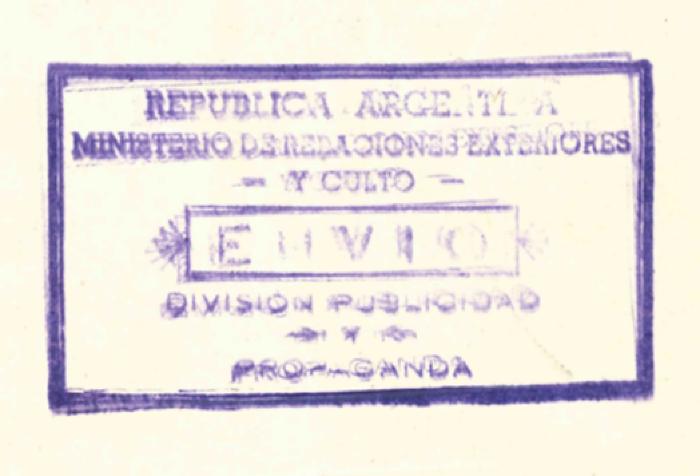 REPUBLICA ARGENTINA
MINISTERIO DE RELACIONES EXTERIORES
— Y CULTO —
ENVIO
DIVISION PUBLICIDAD
Y
PROPAGANDA